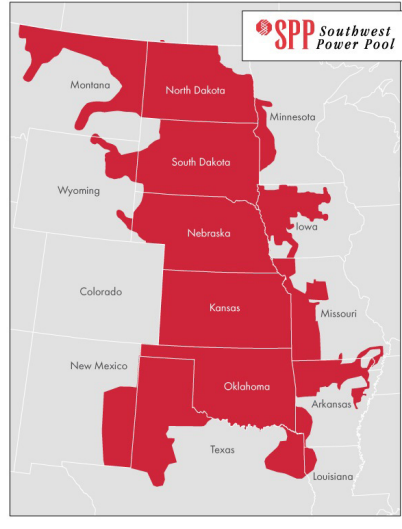 SPP Southwest
Power Pool
Montana
North Dakota
Minnesota
South Dakota
Wyoming
Iowa
Nebraska
Colorado
Kansas
Missouri
New Mexico
Oklahoma
Arkansas
Texas
Louisiana